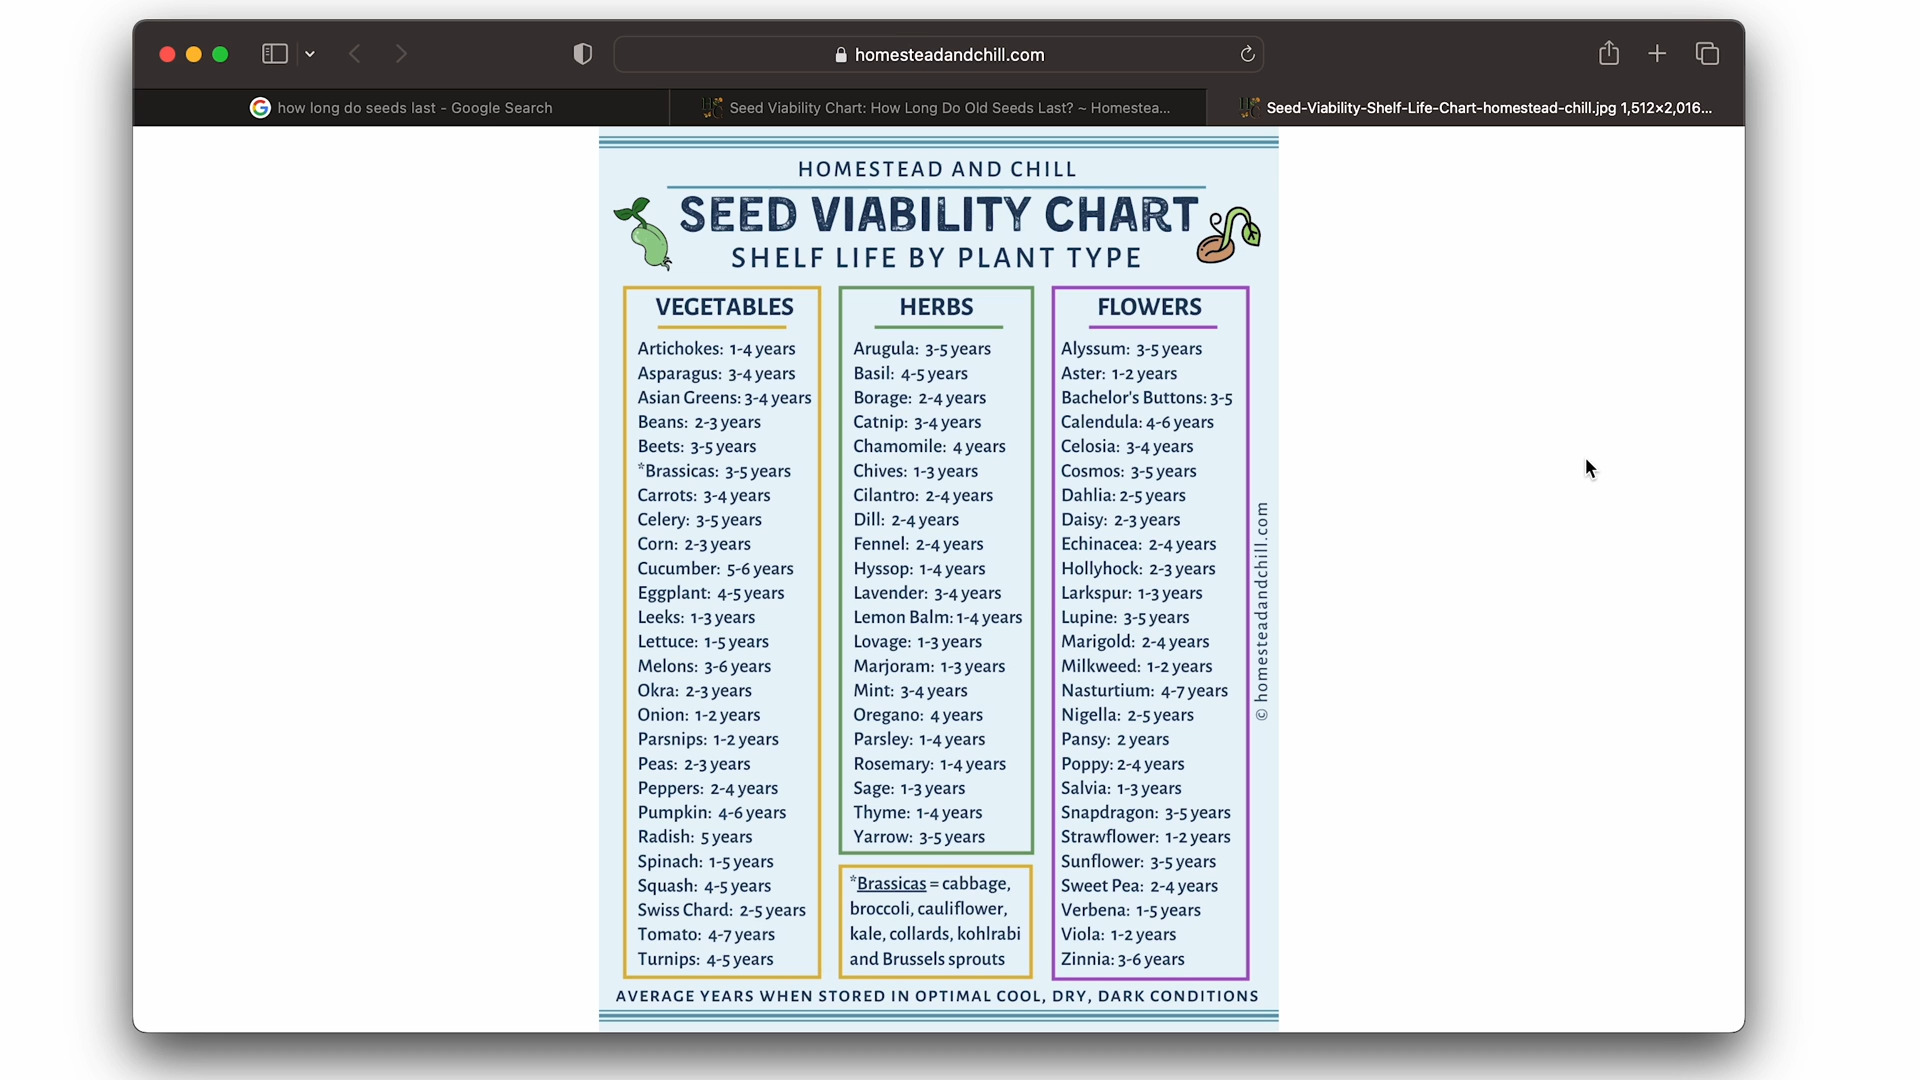 homesteadandchill.com
how long do seeds last - Google Search
Seed Viability Chart: How Long Do Old Seeds Last? ~ Homestea...
Seed-Viability-Shelf-Life-Chart-homestead-chill.jpg 1,512×2,016...
HOMESTEAD AND CHILL
SEED VIABILITY CHART
SHELF LIFE BY PLANT TYPE
VEGETABLES
Artichokes: 1-4 years
Asparagus: 3-4 years
Asian Greens: 3-4 years
Beans: 2-3 years
Beets: 3-5 years
*Brassicas: 3-5 years
Carrots: 3-4 years
Celery: 3-5 years
Corn: 2-3 years
Cucumber: 5-6 years
Eggplant: 4-5 years
Leeks: 1-3 years
Lettuce: 1-5 years
Melons: 3-6 years
Okra: 2-3 years
Onion: 1-2 years
Parsnips: 1-2 years
Peas: 2-3 years
Peppers: 2-4 years
Pumpkin: 4-6 years
Radish: 5 years
Spinach: 1-5 years
Squash: 4-5 years
Swiss Chard: 2-5 years
Tomato: 4-7 years
Turnips: 4-5 years
HERBS
Arugula: 3-5 years
Basil: 4-5 years
Borage: 2-4 years
Catnip: 3-4 years
Chamomile: 4 years
Chives: 1-3 years
Cilantro: 2-4 years
Dill: 2-4 years
Fennel: 2-4 years
Hyssop: 1-4 years
Lavender: 3-4 years
Lemon Balm: 1-4 years
Lovage: 1-3 years
Marjoram: 1-3 years
Mint: 3-4 years
Oregano: 4 years
Parsley: 1-4 years
Rosemary: 1-4 years
Sage: 1-3 years
Thyme: 1-4 years
Yarrow: 3-5 years
*Brassicas = cabbage,
broccoli, cauliflower,
kale, collards, kohlrabi
and Brussels sprouts
FLOWERS
Alyssum: 3-5 years
Aster: 1-2 years
Bachelor's Buttons: 3-5
Calendula: 4-6 years
Celosia: 3-4 years
Cosmos: 3-5 years
Dahlia: 2-5 years
Daisy: 2-3 years
Echinacea: 2-4 years
Hollyhock: 2-3 years
Larkspur: 1-3 years
Lupine: 3-5 years
Marigold: 2-4 years
Milkweed: 1-2 years
Nasturtium: 4-7 years
Nigella: 2-5 years
Pansy: 2 years
Poppy: 2-4 years
Salvia: 1-3 years
Snapdragon: 3-5 years
Strawflower: 1-2 years
Sunflower: 3-5 years
Sweet Pea: 2-4 years
Verbena: 1-5 years
Viola: 1-2 years
Zinnia: 3-6 years
© homesteadandchill.com
AVERAGE YEARS WHEN STORED IN OPTIMAL COOL, DRY, DARK CONDITIONS